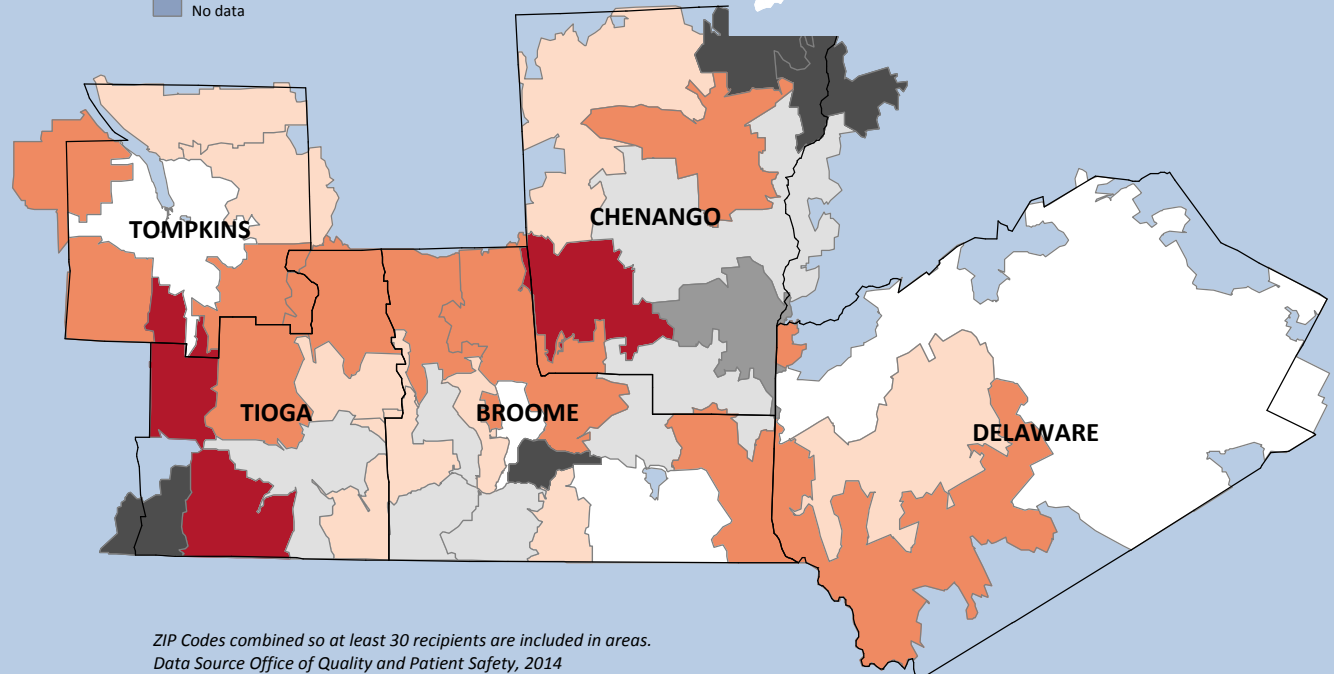 No data
CHENANGO
TOMPKINS
TIOGA
BROOME
DELAWARE
ZIP Codes combined so at least 30 recipients are included in areas.
Data Source Office of Quality and Patient Safety, 2014